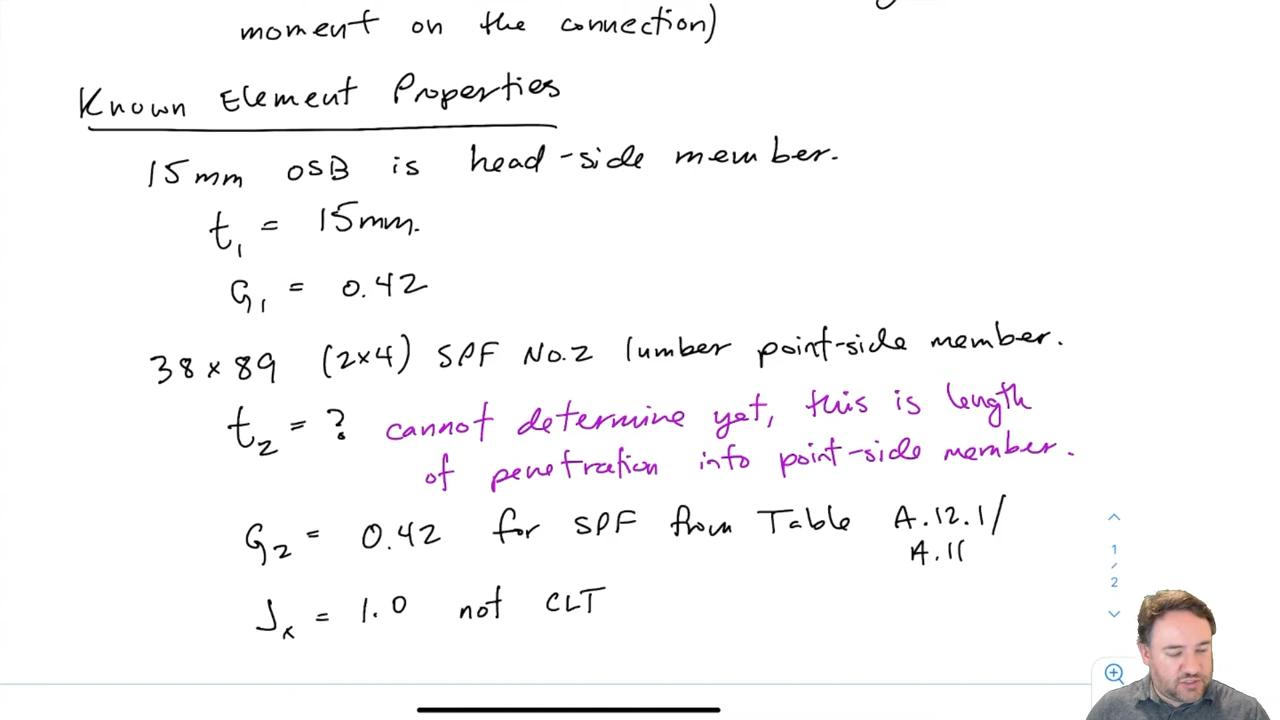 moment on the connection)
Known Element Properties
15mm OSB is head-side member.
t1 = 15mm.
G1 = 0.42
38 x 89 (2x4) SPF No.2 lumber point-side member.
t2 = ? cannot determine yet, this is length
of penetration into point-side member.
G2 = 0.42 for SPF from Table A.12.1/
A.11
Jx = 1.0 not CLT
1
/
2